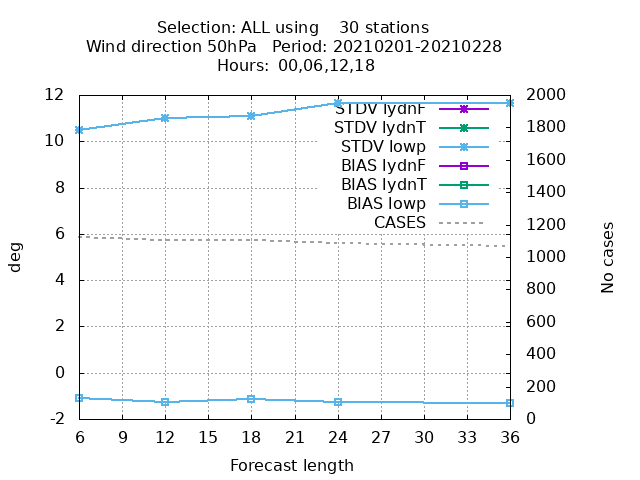 Selection: ALL using    30 stations
Wind direction 50hPa   Period: 20210201-20210228
Hours:  00,06,12,18
12
10
8
6
4
2
0
-2
deg
2000
1800
1600
1400
1200
1000
800
600
400
200
0
No cases
STDV lydnF
STDV lydnT
STDV lowp
BIAS lydnF
BIAS lydnT
BIAS lowp
CASES
6 9 12 15 18 21 24 27 30 33 36
Forecast length